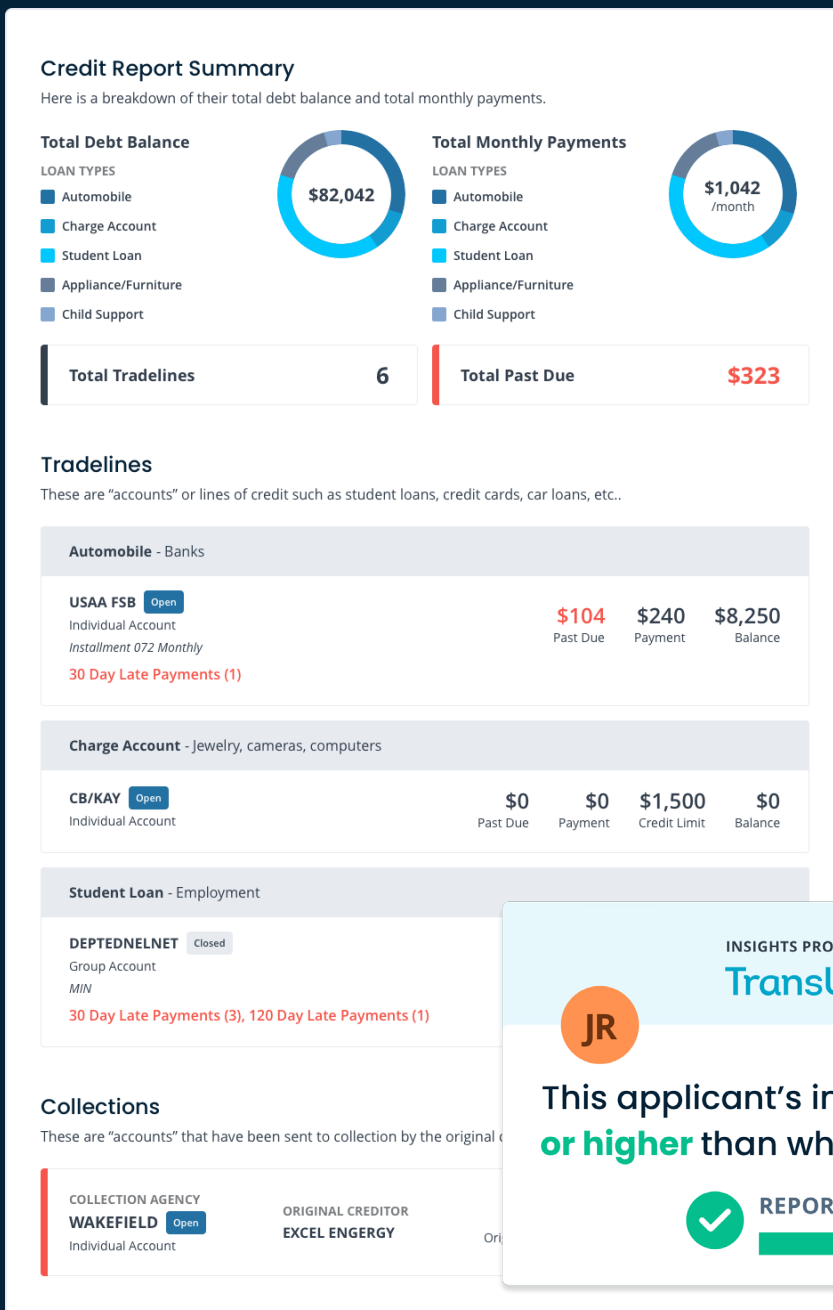 Credit Report Summary
Here is a breakdown of their total debt balance and total monthly payments.
Total Debt Balance
LOAN TYPES
Automobile
Charge Account
Student Loan
Appliance/Furniture
Child Support
$82,042
Total Monthly Payments
LOAN TYPES
Automobile
Charge Account
Student Loan
Appliance/Furniture
Child Support
$1,042
/month
Total Tradelines 6
Total Past Due $323
Tradelines
These are “accounts” or lines of credit such as student loans, credit cards, car loans, etc..
Automobile - Banks
USAA FSB Open
Individual Account
Installment 072 Monthly
30 Day Late Payments (1)
$104 $240 $8,250
Past Due Payment Balance
Charge Account - Jewelry, cameras, computers
CB/KAY Open
Individual Account
$0 $0 $1,500 $0
Past Due Payment Credit Limit Balance
Student Loan - Employment
DEPTEDNELNET Closed
Group Account
MIN
30 Day Late Payments (3), 120 Day Late Payments (1)
Collections
These are “accounts” that have been sent to collection by the original
COLLECTION AGENCY
WAKEFIELD Open
Individual Account
ORIGINAL CREDITOR
EXCEL ENGERGY
INSIGHTS
JR
This applicant’s
or higher than